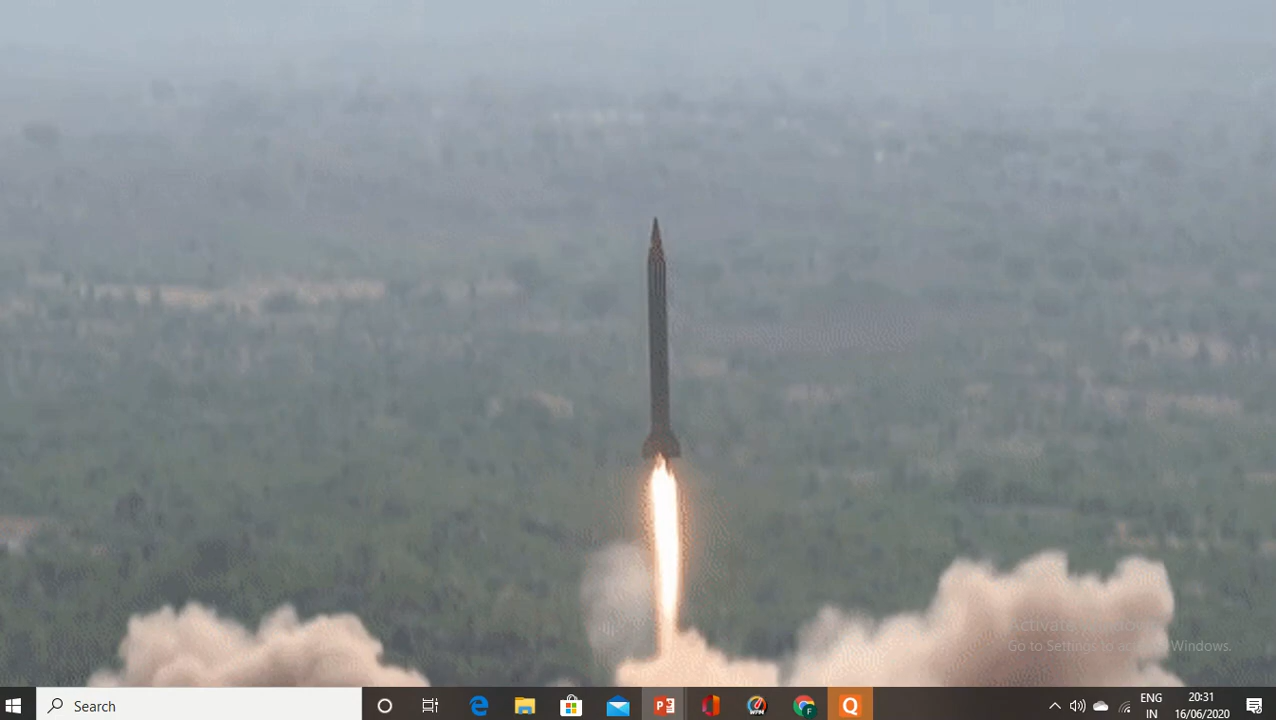 Activate Windows
Go to Settings to activate Windows.
Search
ENG
IN
20:31
16/06/2020